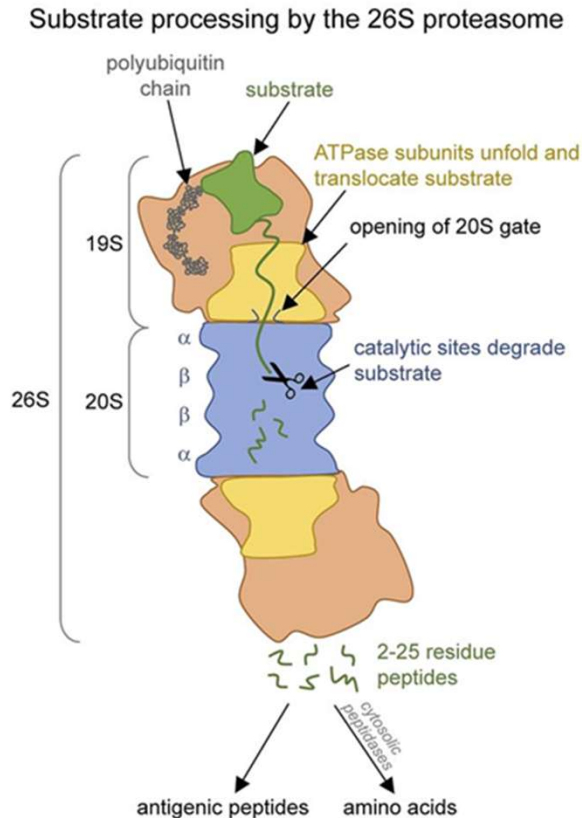 Substrate processing by the 26S proteasome
polyubiquitin
chain
substrate
ATPase subunits unfold and
translocate substrate
opening of 20S gate
19S
α
catalytic sites degrade
substrate
β
26S
20S
β
α
2-25 residue
peptides
cytosolic
peptidases
antigenic peptides
amino acids